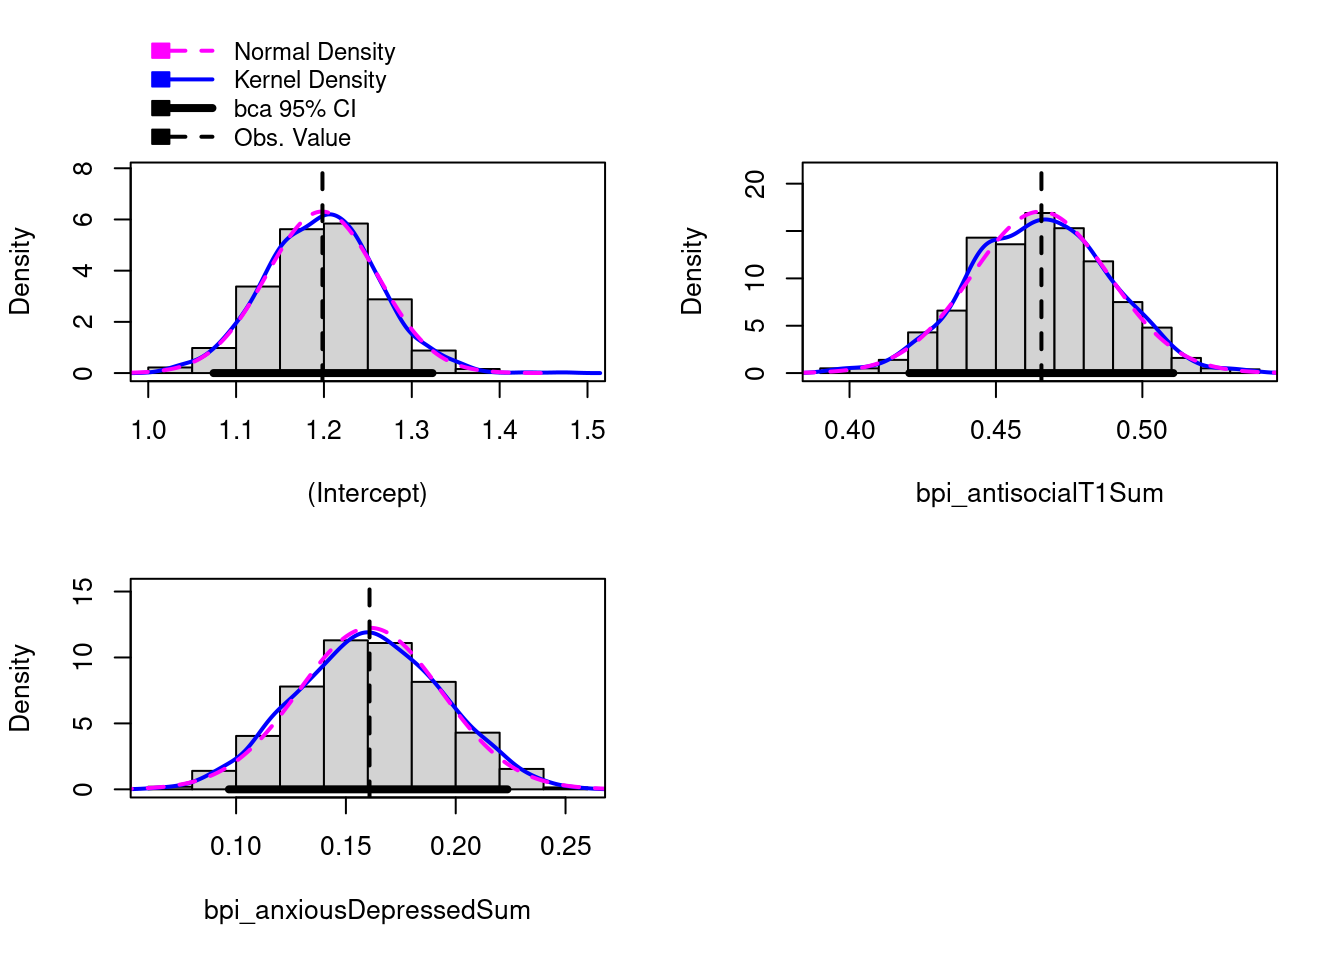 Normal Density
Kernel Density
bca 95% CI
Obs. Value
Density
0 2 4 6 8
1.0 1.1 1.2 1.3 1.4 1.5
(Intercept)
Density
0 5 10 20
0.40 0.45 0.50
bpi_antisocialT1Sum
Density
0 5 10 15
0.10 0.15 0.20 0.25
bpi_anxiousDepressedSum